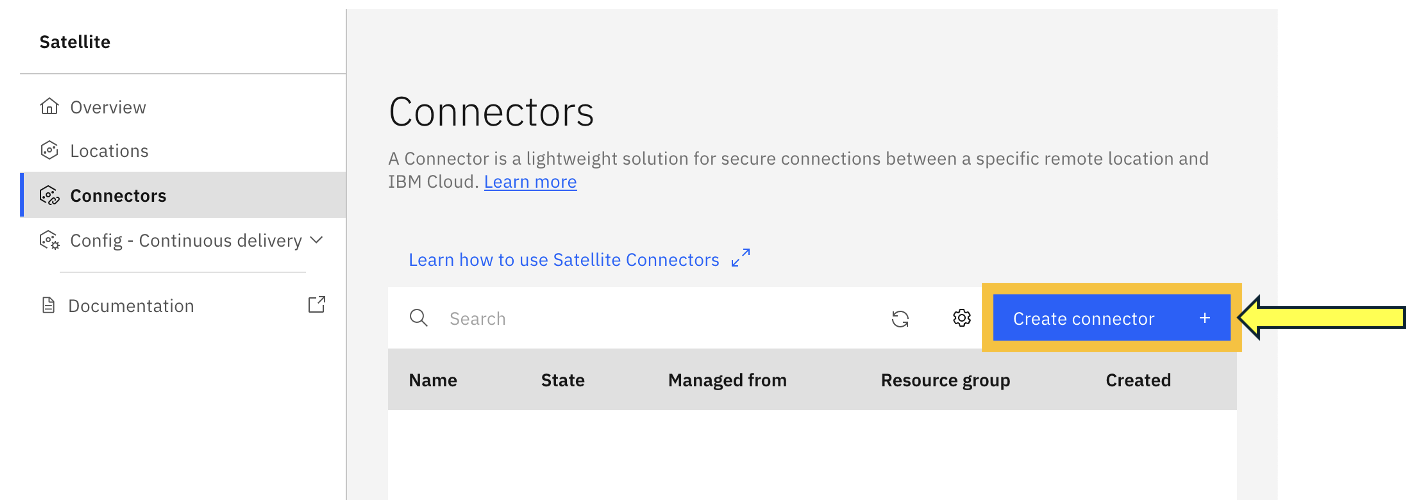 Satellite
Overview
Locations
Connectors
Config - Continuous delivery
Documentation
Connectors
A Connector is a lightweight solution for secure connections between a specific remote location and
IBM Cloud. Learn more
Learn how to use Satellite Connectors
Search
Create connector +
Name State Managed from Resource group Created